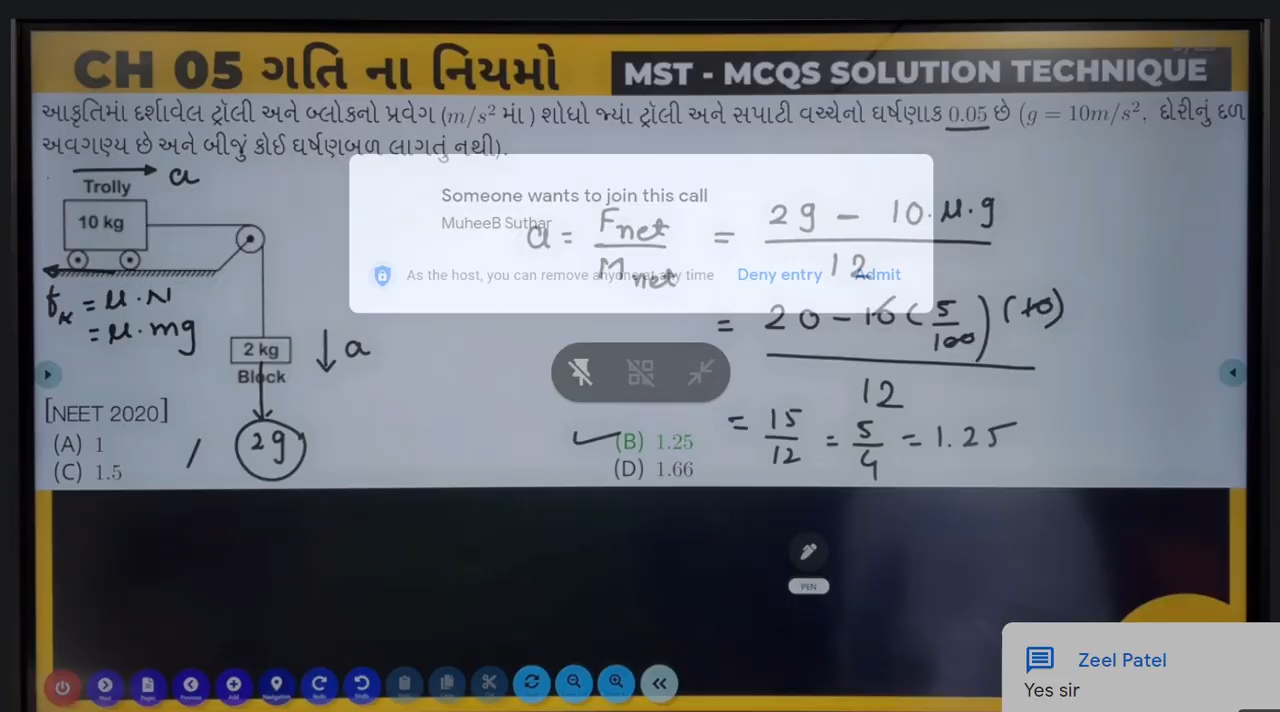 CH 05 ગતિ ના નિયમો
MST - MCQS SOLUTION TECHNIQUE
આકૃતિમાં દર્શાવેલ ટ્રૉલી અને બ્લોકનો પ્રવેગ (m/s² માં ) શોધો જ્યાં ટ્રૉલી અને સપાટી વચ્ચેનો ઘર્ષણાક 0.05 છે (g = 10m/s², દોરીનું દળ
અવગણ્ય છે અને બીજું કોઈ ઘર્ષણબળ લાગતું નથી).
a
Trolly
10 kg
fκ = μ.N
= μ.mg
2 kg
Block
a
2g
Someone wants to join this call
MuheeB Suthar
As the host, you can remove anyone at any time
Deny entry
Admit
a = Fnet / Mnet = 2g - 10.μ.g / 12
= 20 - 10 (5/100) (10) / 12
= 15/12 = 5/4 = 1.25
[NEET 2020]
(A) 1
(B) 1.25
(C) 1.5
(D) 1.66
PEN
Zeel Patel
Yes sir